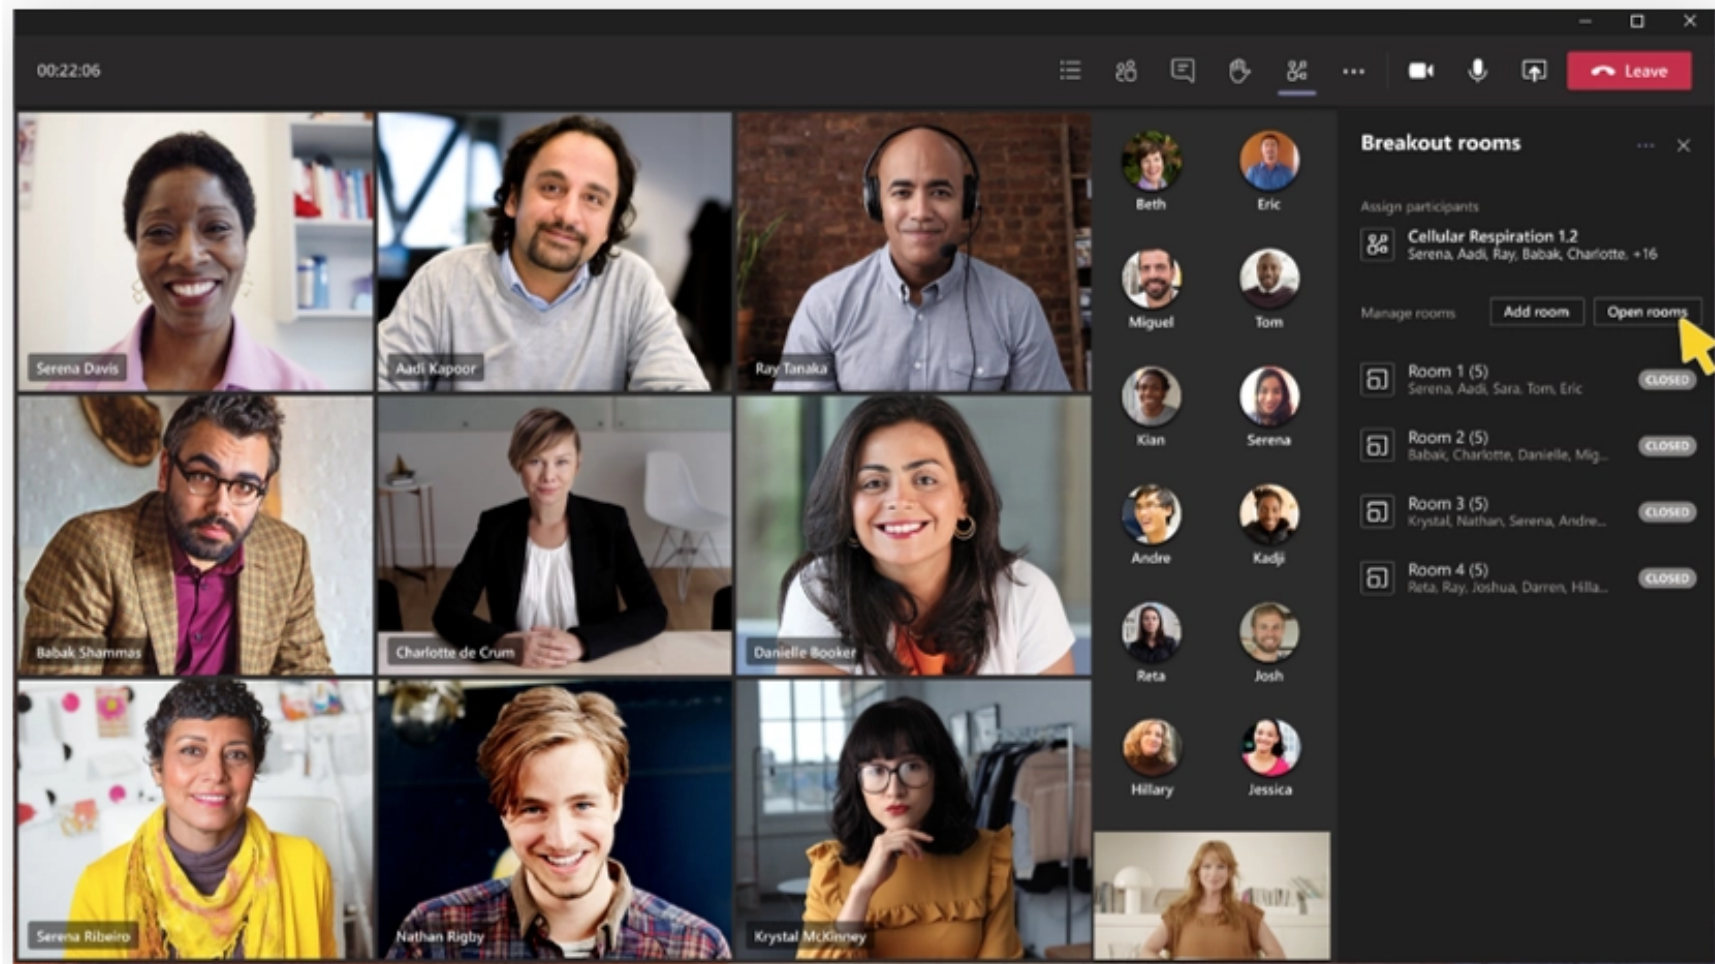 00:22:06
Leave
Serena Davis
Aadi Kapoor
Ray Tanaka
Babak Shammas
Charlotte de Crum
Danielle Booker
Serena Ribeiro
Nathan Rigby
Krystal McKinney
Beth
Eric
Miguel
Tom
Kian
Serena
Andre
Kadji
Reta
Josh
Hillary
Jessica
Breakout rooms
Assign participants
Cellular Respiration 1.2
Serena, Aadi, Ray, Babak, Charlotte, +16
Manage rooms
Add room
Open rooms
Room 1 (5)
Serena, Aadi, Sara, Tom, Eric
CLOSED
Room 2 (5)
Babak, Charlotte, Danielle, Mig...
CLOSED
Room 3 (5)
Krystal, Nathan, Serena, Andre...
CLOSED
Room 4 (5)
Reta, Ray, Joshua, Darren, Hilla...
CLOSED